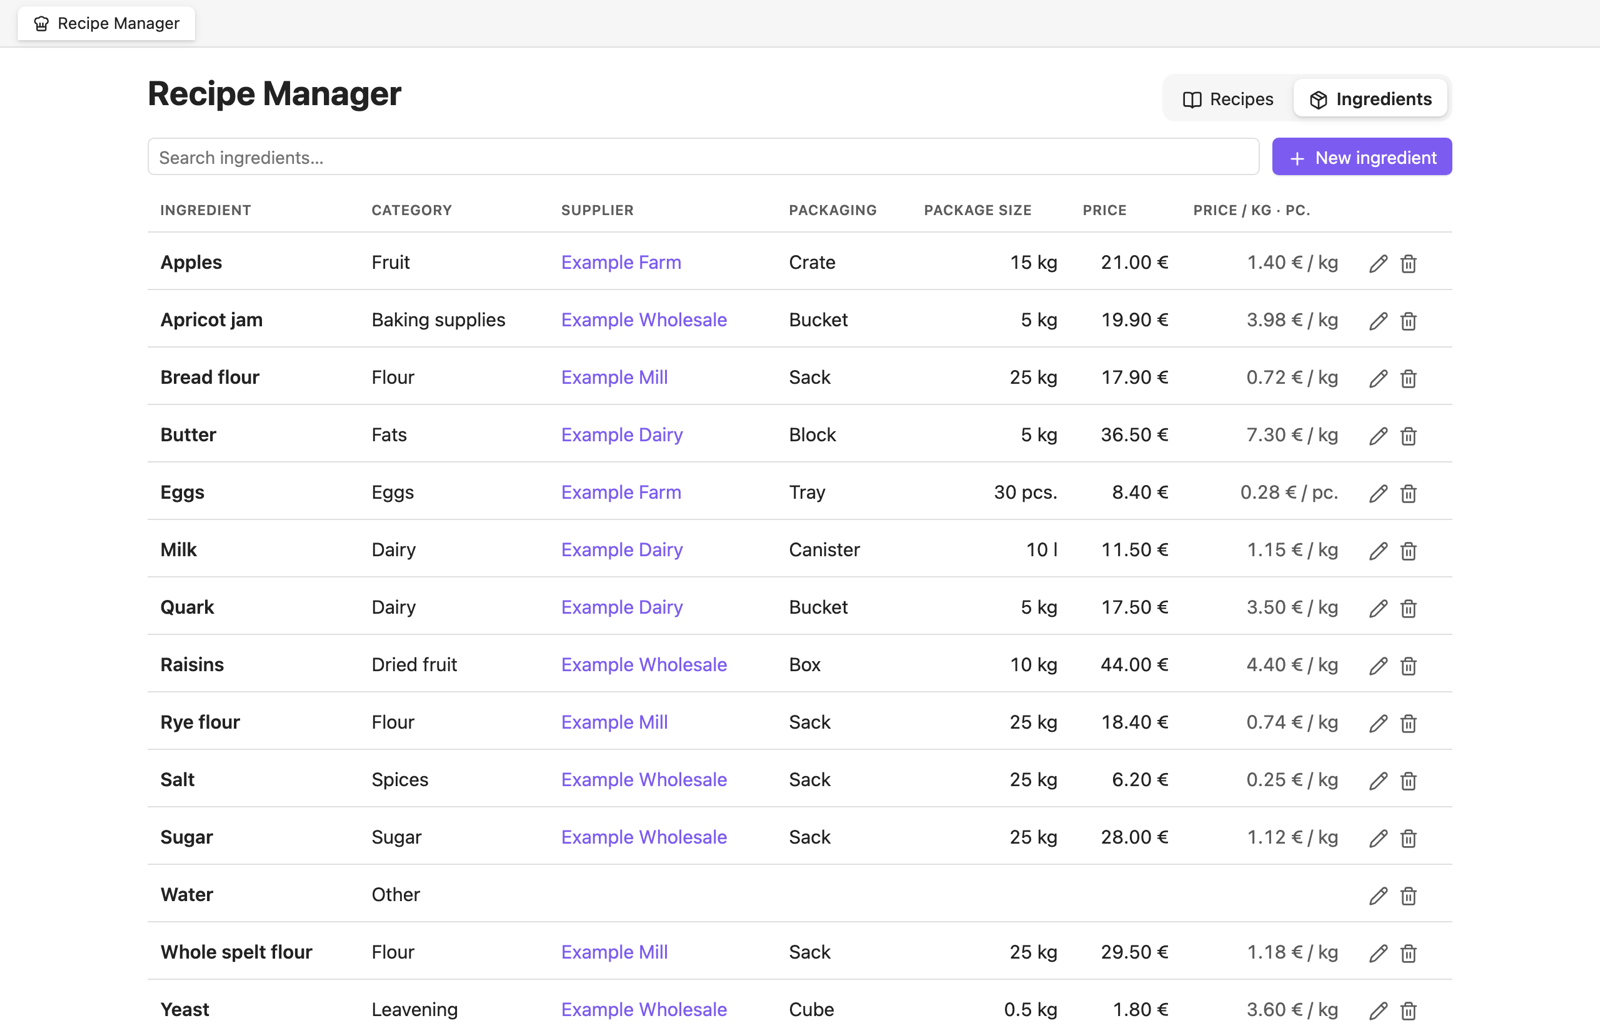 Recipe Manager
Recipe Manager
Recipes
Ingredients
Search ingredients...
New ingredient
INGREDIENT CATEGORY SUPPLIER PACKAGING PACKAGE SIZE PRICE PRICE / KG · PC.
Apples Fruit Example Farm Crate 15 kg 21.00 € 1.40 € / kg
Apricot jam Baking supplies Example Wholesale Bucket 5 kg 19.90 € 3.98 € / kg
Bread flour Flour Example Mill Sack 25 kg 17.90 € 0.72 € / kg
Butter Fats Example Dairy Block 5 kg 36.50 € 7.30 € / kg
Eggs Eggs Example Farm Tray 30 pcs. 8.40 € 0.28 € / pc.
Milk Dairy Example Dairy Canister 10 l 11.50 € 1.15 € / kg
Quark Dairy Example Dairy Bucket 5 kg 17.50 € 3.50 € / kg
Raisins Dried fruit Example Wholesale Box 10 kg 44.00 € 4.40 € / kg
Rye flour Flour Example Mill Sack 25 kg 18.40 € 0.74 € / kg
Salt Spices Example Wholesale Sack 25 kg 6.20 € 0.25 € / kg
Sugar Sugar Example Wholesale Sack 25 kg 28.00 € 1.12 € / kg
Water Other
Whole spelt flour Flour Example Mill Sack 25 kg 29.50 € 1.18 € / kg
Yeast Leavening Example Wholesale Cube 0.5 kg 1.80 € 3.60 € / kg